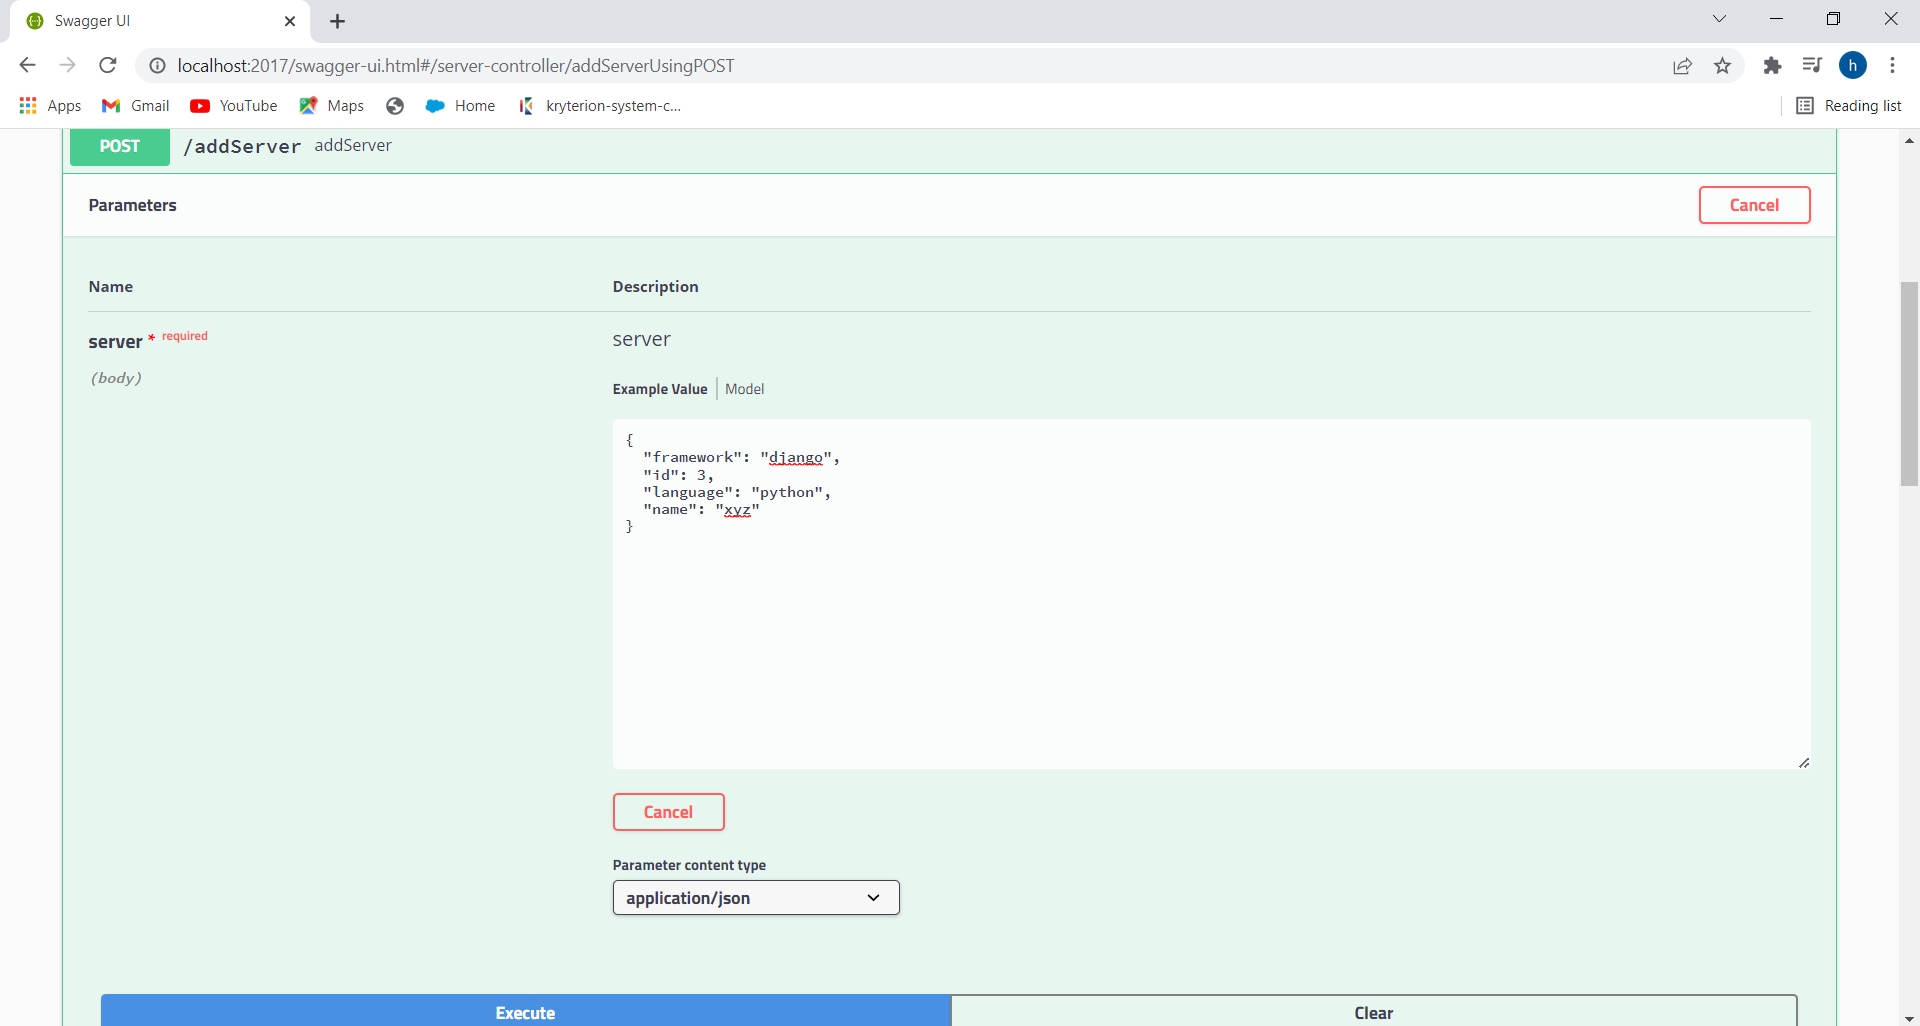 Swagger UI
localhost:2017/swagger-ui.html#/server-controller/addServerUsingPOST
h
Apps Gmail YouTube Maps Home kryterion-system-c... Reading list
POST /addServer addServer
Parameters Cancel
Name Description
server * required server
(body)
Example Value Model
{
"framework": "django",
"id": 3,
"language": "python",
"name": "xyz"
}
Cancel
Parameter content type
application/json
Execute Clear